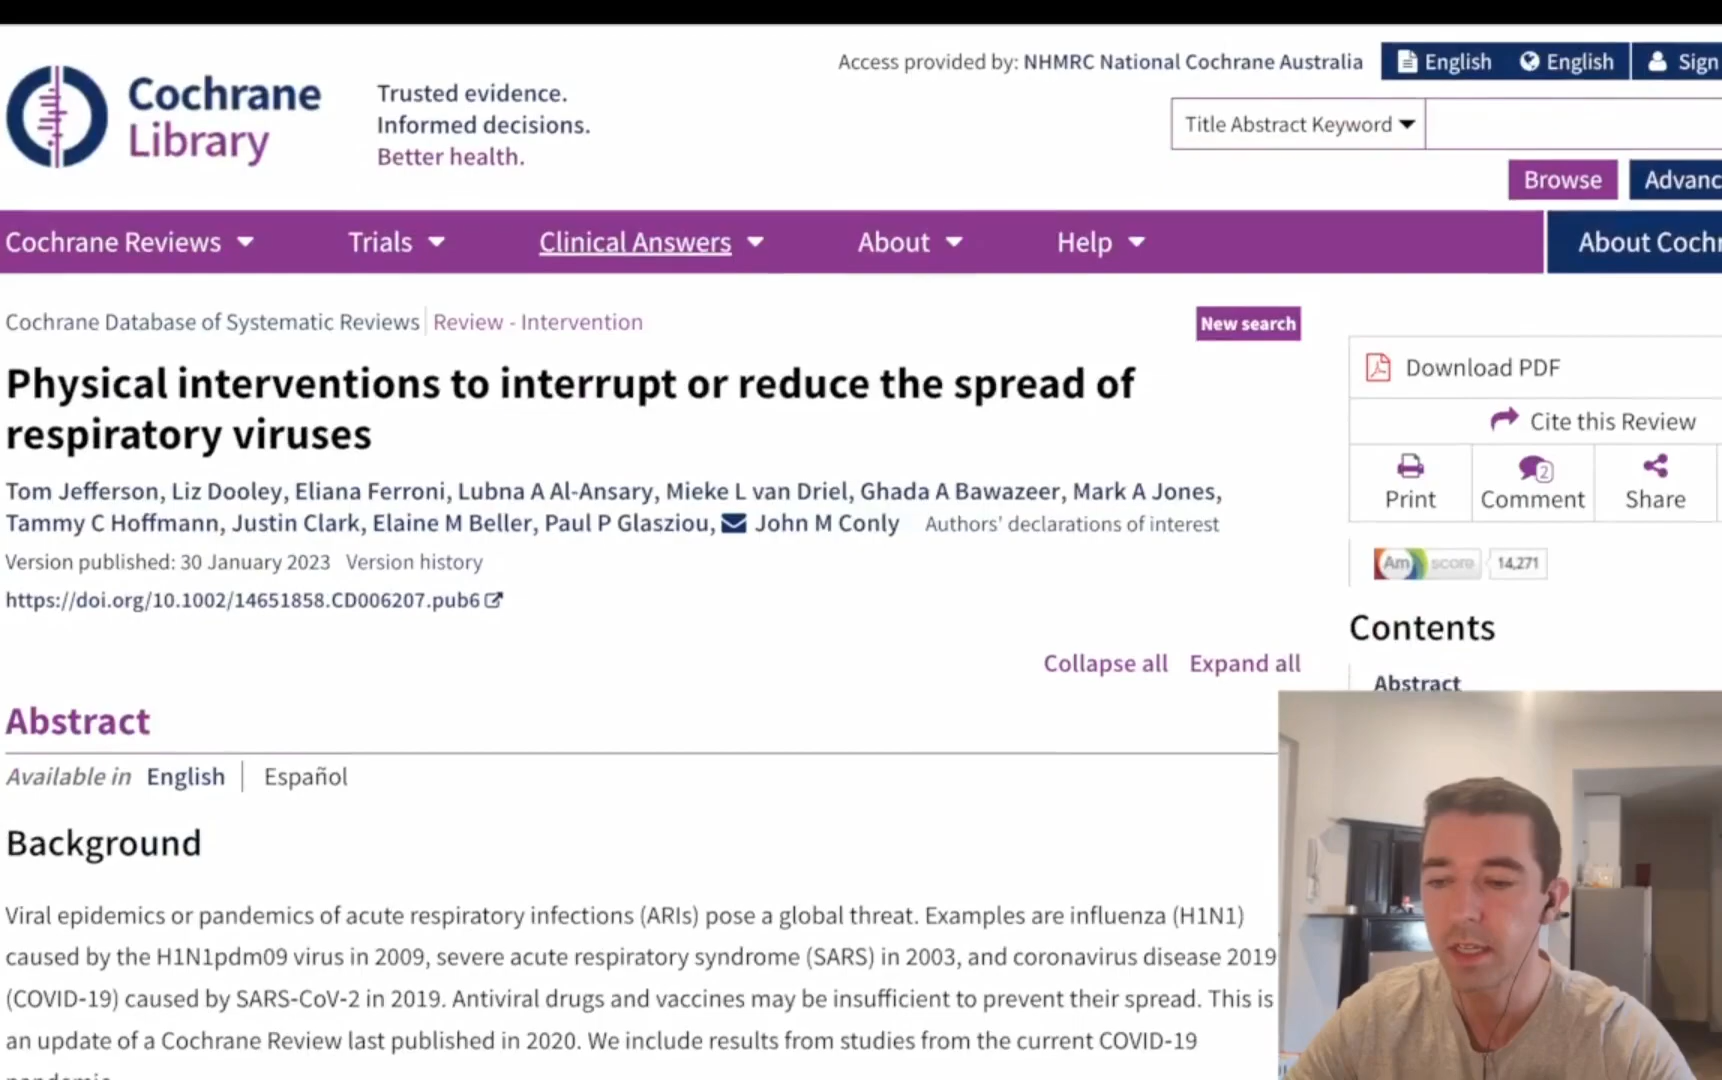 Access provided by: NHMRC National Cochrane Australia
English
English
Sign
Cochrane
Library
Trusted evidence.
Informed decisions.
Better health.
Title Abstract Keyword
Browse
Advanc
Cochrane Reviews
Trials
Clinical Answers
About
Help
About Cochr
Cochrane Database of Systematic Reviews
Review - Intervention
New search
Physical interventions to interrupt or reduce the spread of
respiratory viruses
Tom Jefferson, Liz Dooley, Eliana Ferroni, Lubna A Al-Ansary, Mieke L van Driel, Ghada A Bawazeer, Mark A Jones,
Tammy C Hoffmann, Justin Clark, Elaine M Beller, Paul P Glasziou, John M Conly Authors' declarations of interest
Version published: 30 January 2023 Version history
https://doi.org/10.1002/14651858.CD006207.pub6
Collapse all Expand all
Download PDF
Cite this Review
Print
2
Comment
Share
Am score 14,271
Contents
Abstract
Abstract
Available in English Español
Background
Viral epidemics or pandemics of acute respiratory infections (ARIs) pose a global threat. Examples are influenza (H1N1)
caused by the H1N1pdm09 virus in 2009, severe acute respiratory syndrome (SARS) in 2003, and coronavirus disease 2019
(COVID-19) caused by SARS-CoV-2 in 2019. Antiviral drugs and vaccines may be insufficient to prevent their spread. This is
an update of a Cochrane Review last published in 2020. We include results from studies from the current COVID-19